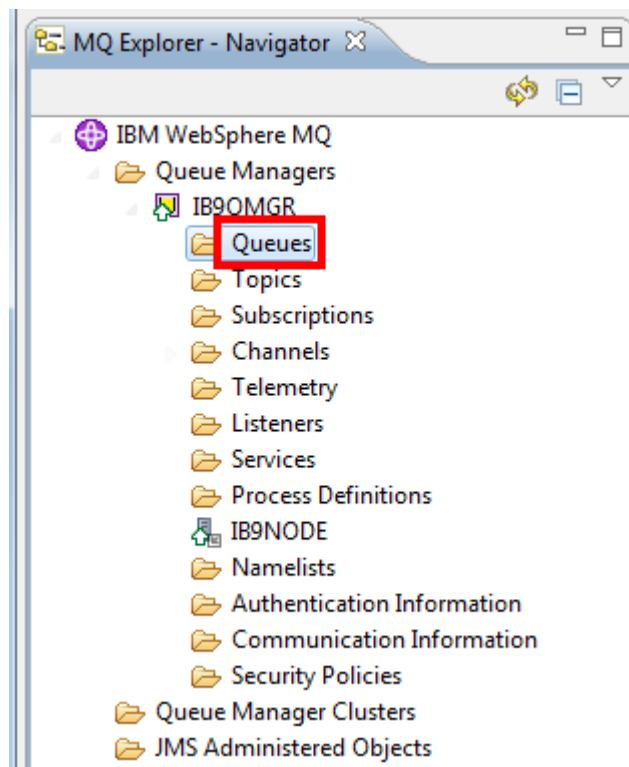 MQ Explorer - Navigator
IBM WebSphere MQ
Queue Managers
IB9QMGR
Queues
Topics
Subscriptions
Channels
Telemetry
Listeners
Services
Process Definitions
IB9NODE
Namelists
Authentication Information
Communication Information
Security Policies
Queue Manager Clusters
JMS Administered Objects